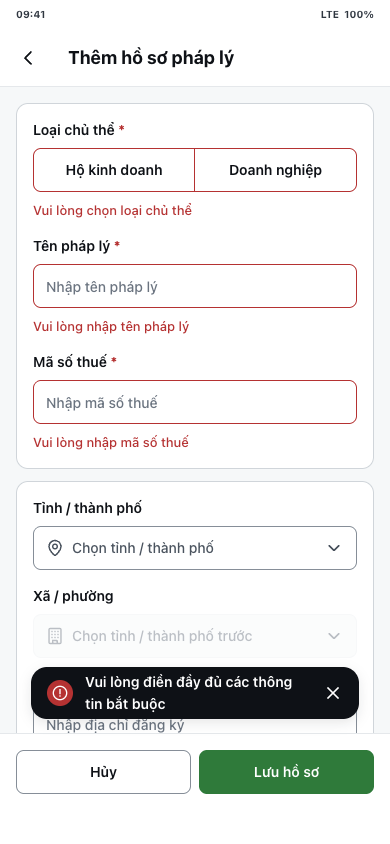 09:41
LTE 100%
Thêm hồ sơ pháp lý
Loại chủ thể *
Hộ kinh doanh
Doanh nghiệp
Vui lòng chọn loại chủ thể
Tên pháp lý *
Nhập tên pháp lý
Vui lòng nhập tên pháp lý
Mã số thuế *
Nhập mã số thuế
Vui lòng nhập mã số thuế
Tỉnh / thành phố
Chọn tỉnh / thành phố
Xã / phường
Chọn tỉnh / thành phố trước
Vui lòng điền đầy đủ các thông
tin bắt buộc
Nhập địa chỉ đăng ký
Hủy
Lưu hồ sơ